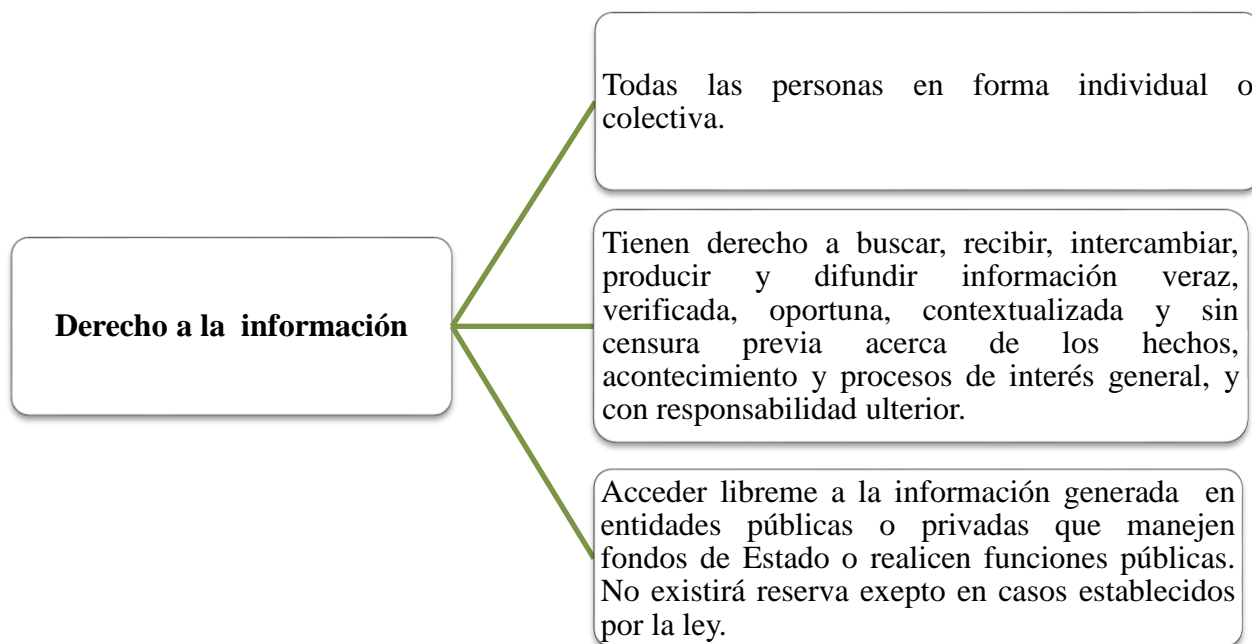 Todas las personas en forma individual o
colectiva.
Derecho a la información
Tienen derecho a buscar, recibir, intercambiar,
producir y difundir información veraz,
verificada, oportuna, contextualizada y sin
censura previa acerca de los hechos,
acontecimiento y procesos de interés general, y
con responsabilidad ulterior.
Acceder libreme a la información generada en
entidades públicas o privadas que manejen
fondos de Estado o realicen funciones públicas.
No existirá reserva exepto en casos establecidos
por la ley.